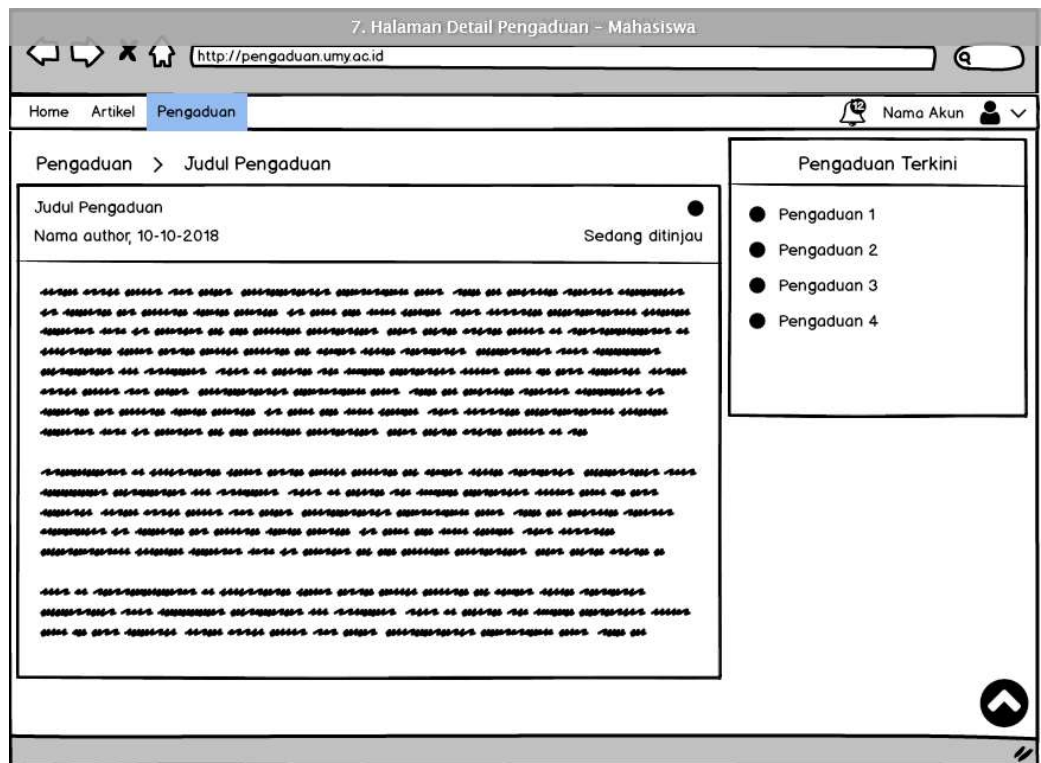 7. Halaman Detail Pengaduan – Mahasiswa
http://pengaduan.umy.ac.id
Home Artikel Pengaduan 12 Nama Akun
Pengaduan > Judul Pengaduan
Judul Pengaduan
Nama author, 10-10-2018 Sedang ditinjau
Pengaduan Terkini
Pengaduan 1
Pengaduan 2
Pengaduan 3
Pengaduan 4